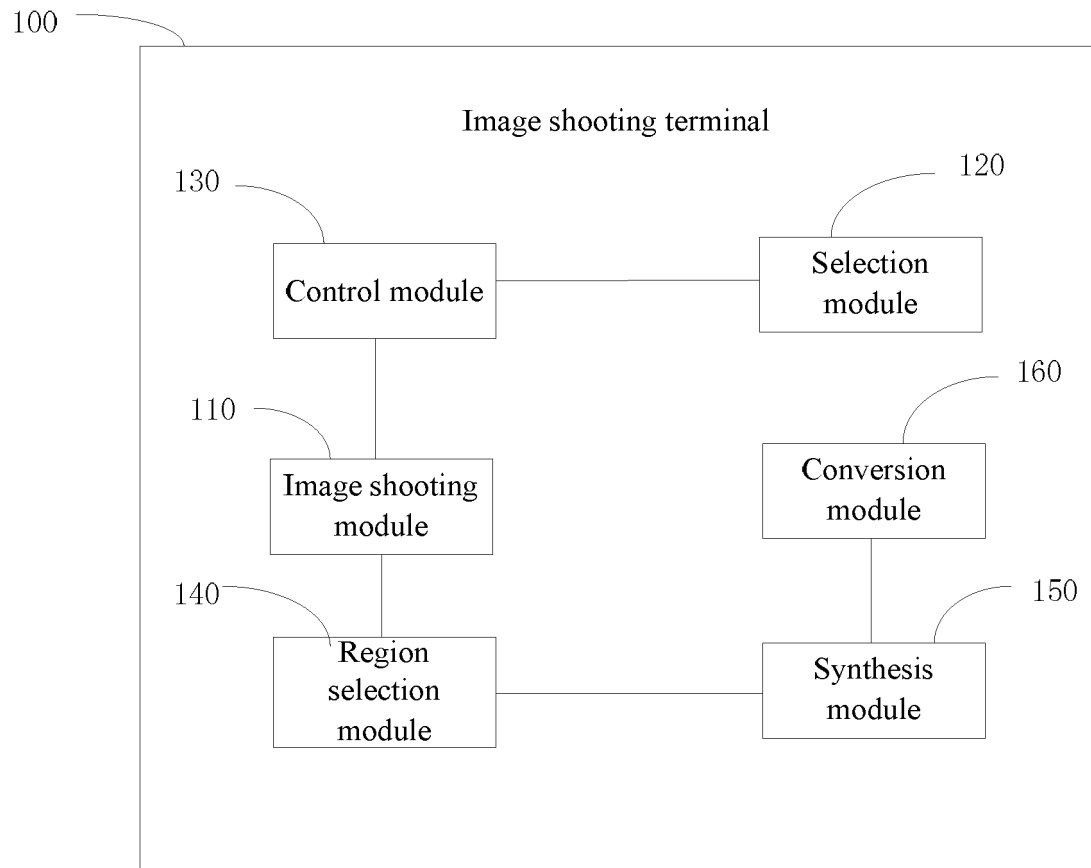 100
Image shooting terminal
130
120
Control module
Selection
module
160
110
Image shooting
module
Conversion
module
140
150
Region
selection
module
Synthesis
module